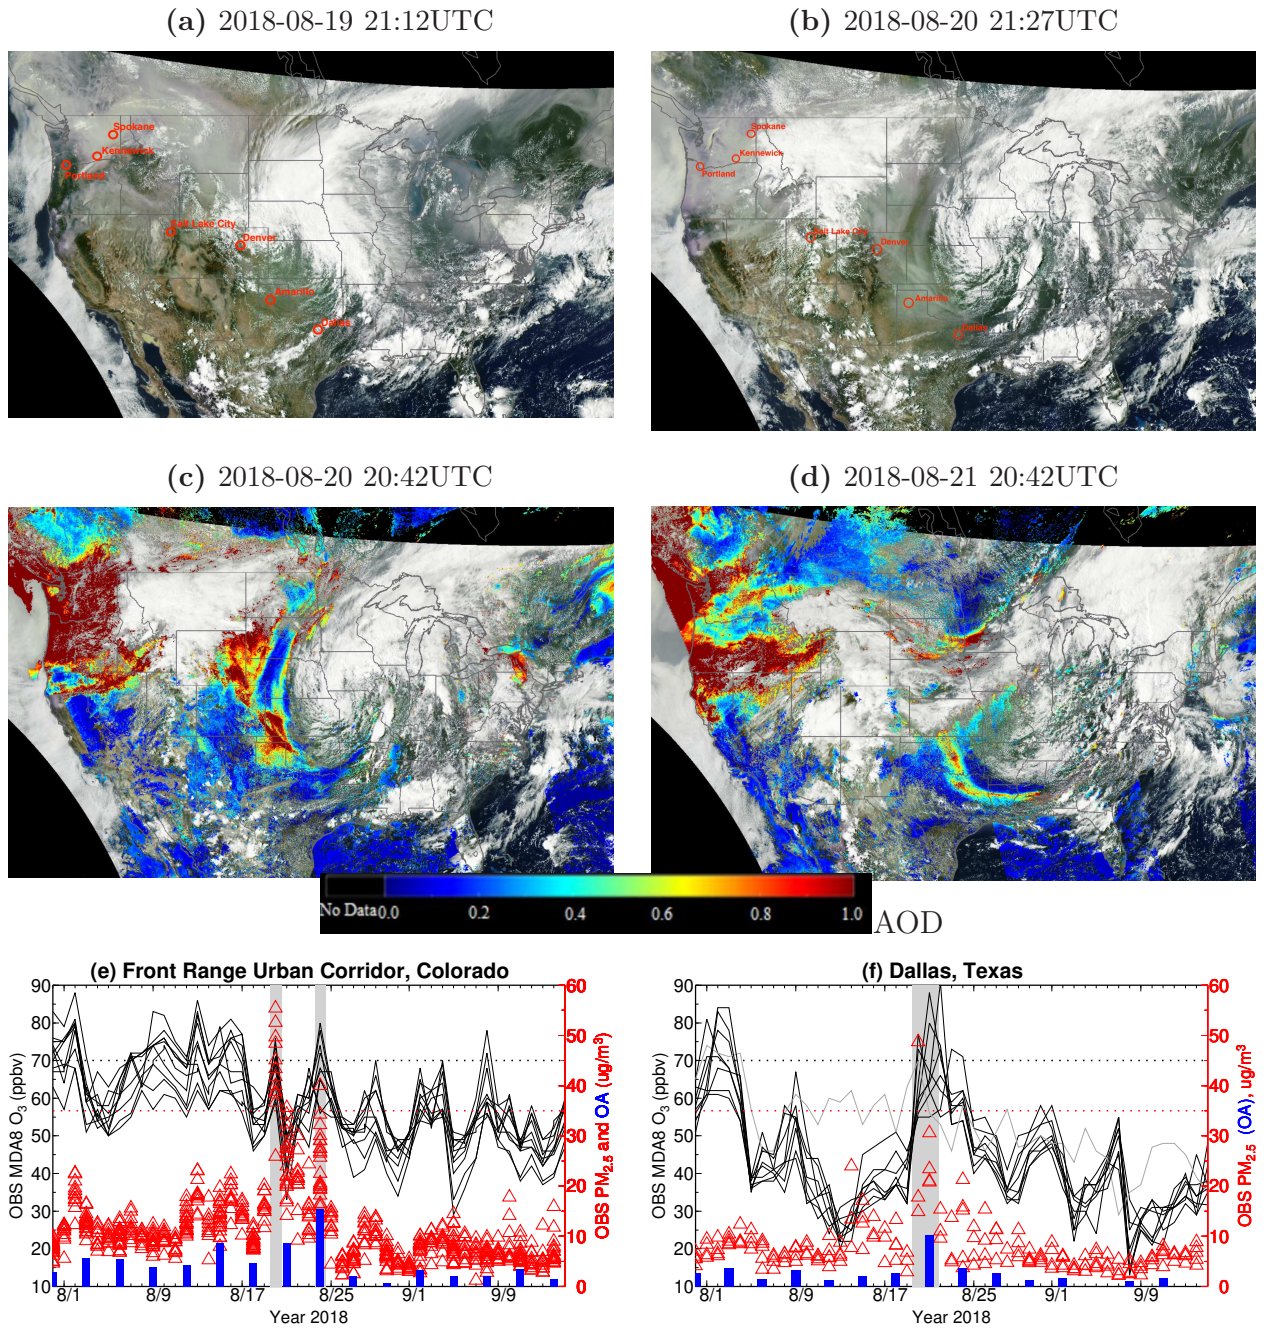 (a) 2018-08-19 21:12UTC
(b) 2018-08-20 21:27UTC
Spokane
Kennewick
Portland
Salt Lake City
Denver
Amarillo
Dallas
Spokane
Kennewick
Portland
Salt Lake City
Denver
Amarillo
Dallas
(c) 2018-08-20 20:42UTC
(d) 2018-08-21 20:42UTC
No Data 0.0 0.2 0.4 0.6 0.8 1.0
AOD
(e) Front Range Urban Corridor, Colorado
90 80 70 60 50 40 30 20 10
OBS MDA8 O3 (ppbv)
60 50 40 30 20 10 0
OBS PM2.5 and OA (ug/m³)
8/1 8/9 8/17 8/25 9/1 9/9
Year 2018
(f) Dallas, Texas
90 80 70 60 50 40 30 20 10
OBS MDA8 O3 (ppbv)
60 50 40 30 20 10 0
OBS PM2.5 (OA), ug/m³
8/1 8/9 8/17 8/25 9/1 9/9
Year 2018